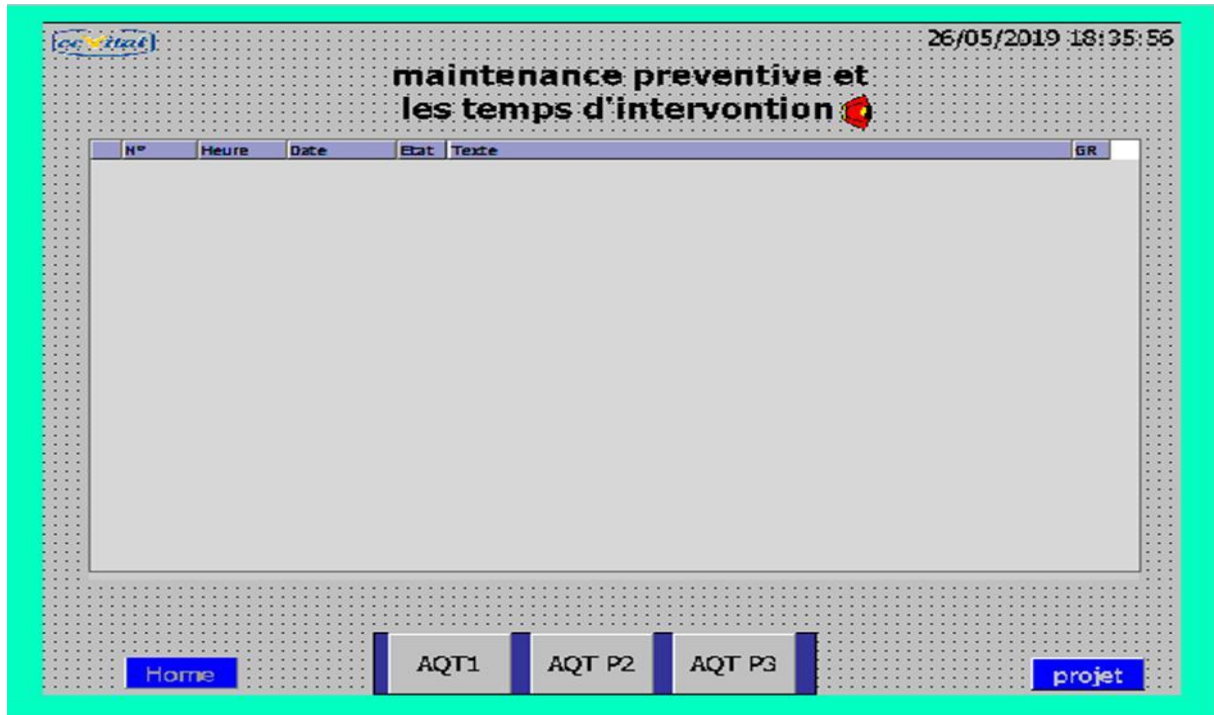 cevital
26/05/2019 18:35:56
maintenance preventive et
les temps d'intervontion
N° Heure Date Etat Texte GR
Home AQT1 AQT P2 AQT P3 projet